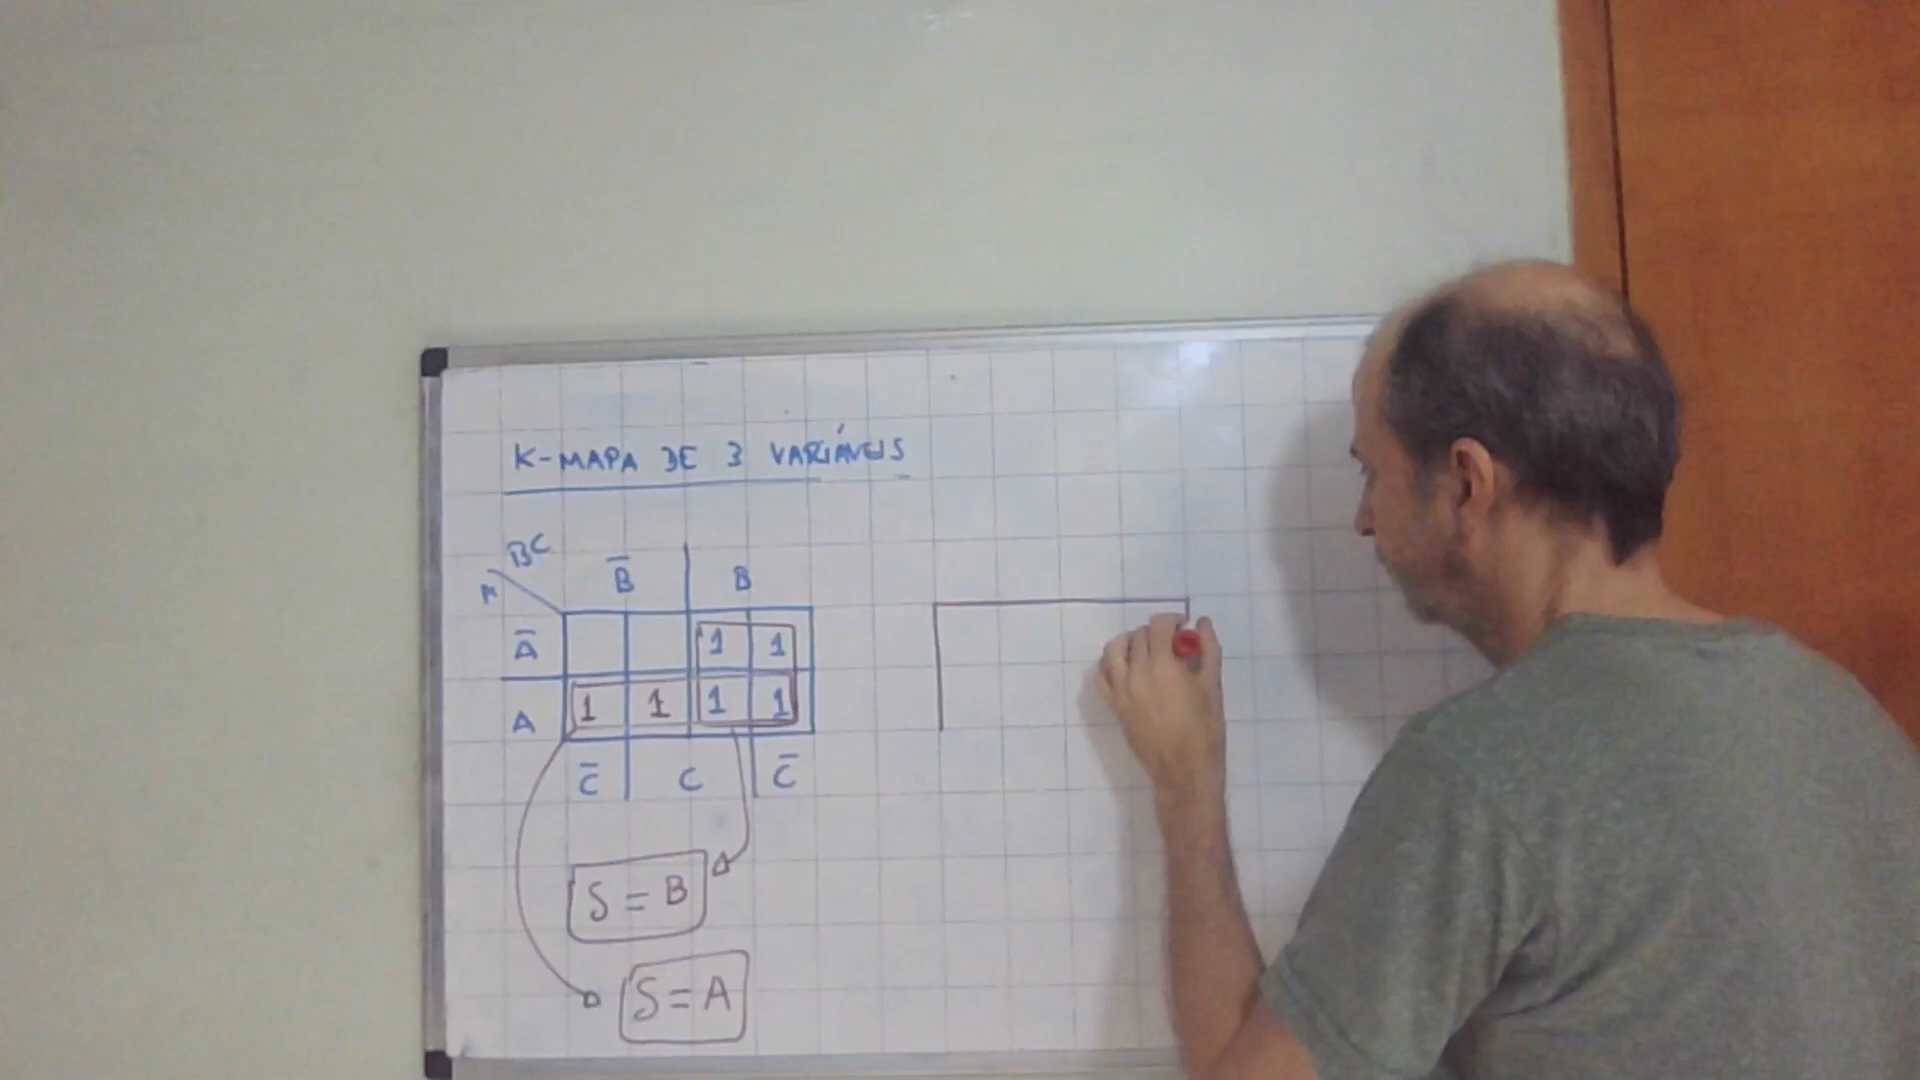 K-MAPA DE 3 VARIÁVEIS
BC
A
B̅ B
A̅ 1 1
A 1 1 1 1
C̅ C C̅
S = B
S = A